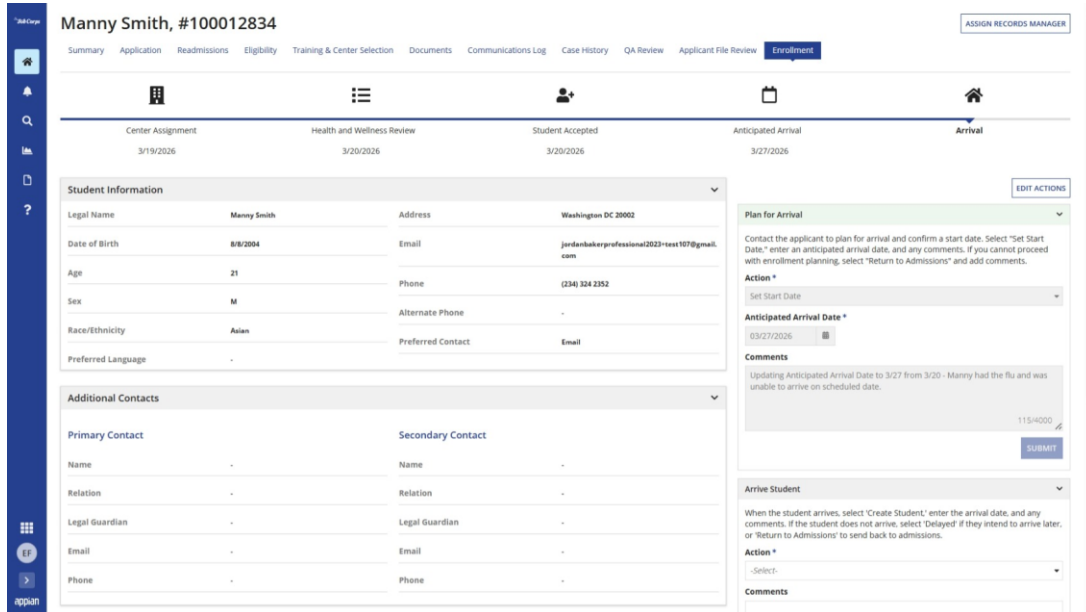 Skill Corps
Manny Smith, #100012834
ASSIGN RECORDS MANAGER
Summary Application Readmissions Eligibility Training & Center Selection Documents Communications Log Case History QA Review Applicant File Review Enrollment
Center Assignment Health and Wellness Review Student Accepted Anticipated Arrival Arrival
3/19/2026 3/20/2026 3/20/2026 3/27/2026
Student Information
Legal Name Manny Smith
Date of Birth 8/8/2004
Age 21
Sex M
Race/Ethnicity Asian
Preferred Language -
Address Washington DC 20002
Email jordanbakerprofessional2023+test107@gmail.
com
Phone (234) 324 2352
Alternate Phone -
Preferred Contact Email
Additional Contacts
Primary Contact
Name -
Relation -
Legal Guardian -
Email -
Phone -
Secondary Contact
Name -
Relation -
Legal Guardian -
Email -
Phone -
EDIT ACTIONS
Plan for Arrival
Contact the applicant to plan for arrival and confirm a start date. Select "Set Start
Date," enter an anticipated arrival date, and any comments. If you cannot proceed
with enrollment planning, select "Return to Admissions" and add comments.
Action *
Set Start Date
Anticipated Arrival Date *
03/27/2026
Comments
Updating Anticipated Arrival Date to 3/27 from 3/20 - Manny had the flu and was
unable to arrive on scheduled date.
115/4000
SUBMIT
Arrive Student
When the student arrives, select 'Create Student,' enter the arrival date, and any
comments. If the student does not arrive, select 'Delayed' if they intend to arrive later,
or 'Return to Admissions' to send back to admissions.
Action *
-Select-
Comments
?
EF
appian